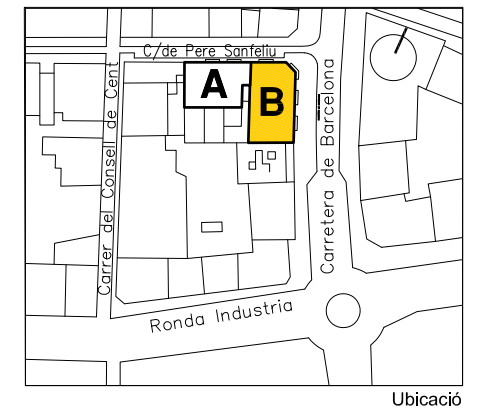 C/de Pere Sanfeliu
A
B
Carrer del Consell de Cent
Carretera de Barcelona
Ronda Industria
Ubicació